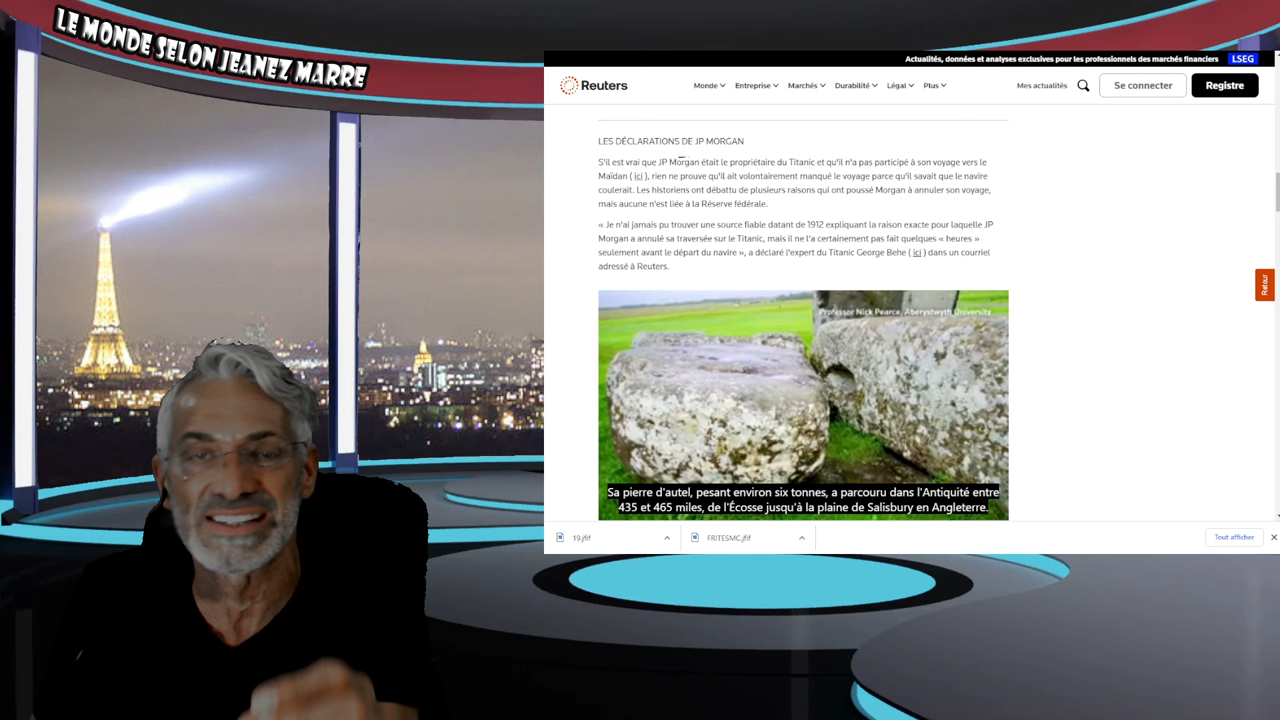 LE MONDE SELON JEANEZ MARRE
Actualités, données et analyses exclusives pour les professionnels des marchés financiers LSEG
Reuters Monde Entreprise Marchés Durabilité Légal Plus Mes actualités Se connecter Registre
LES DÉCLARATIONS DE JP MORGAN
S'il est vrai que JP Morgan était le propriétaire du Titanic et qu'il n'a pas participé à son voyage vers le
Maïdan ( ici ), rien ne prouve qu'il ait volontairement manqué le voyage parce qu'il savait que le navire
coulerait. Les historiens ont débattu de plusieurs raisons qui ont poussé Morgan à annuler son voyage,
mais aucune n'est liée à la Réserve fédérale.
« Je n'ai jamais pu trouver une source fiable datant de 1912 expliquant la raison exacte pour laquelle JP
Morgan a annulé sa traversée sur le Titanic, mais il ne l'a certainement pas fait quelques « heures »
seulement avant le départ du navire », a déclaré l'expert du Titanic George Behe ( ici ) dans un courriel
adressé à Reuters.
Retour
Professor Nick Pearce, Aberystwyth University
Sa pierre d'autel, pesant environ six tonnes, a parcouru dans l'Antiquité entre
435 et 465 miles, de l'Écosse jusqu'à la plaine de Salisbury en Angleterre.
19.jfif FRITESMC.jfif Tout afficher